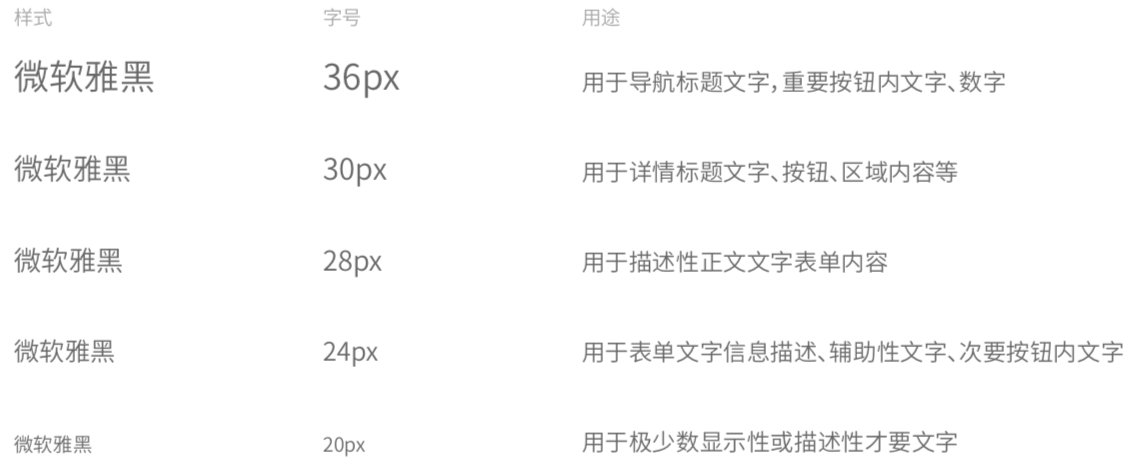 样式 字号 用途
微软雅黑 36px 用于导航标题文字，重要按钮内文字、数字
微软雅黑 30px 用于详情标题文字、按钮、区域内容等
微软雅黑 28px 用于描述性正文文字表单内容
微软雅黑 24px 用于表单文字信息描述、辅助性文字、次要按钮内文字
微软雅黑 20px 用于极少数显示性或描述性才要文字